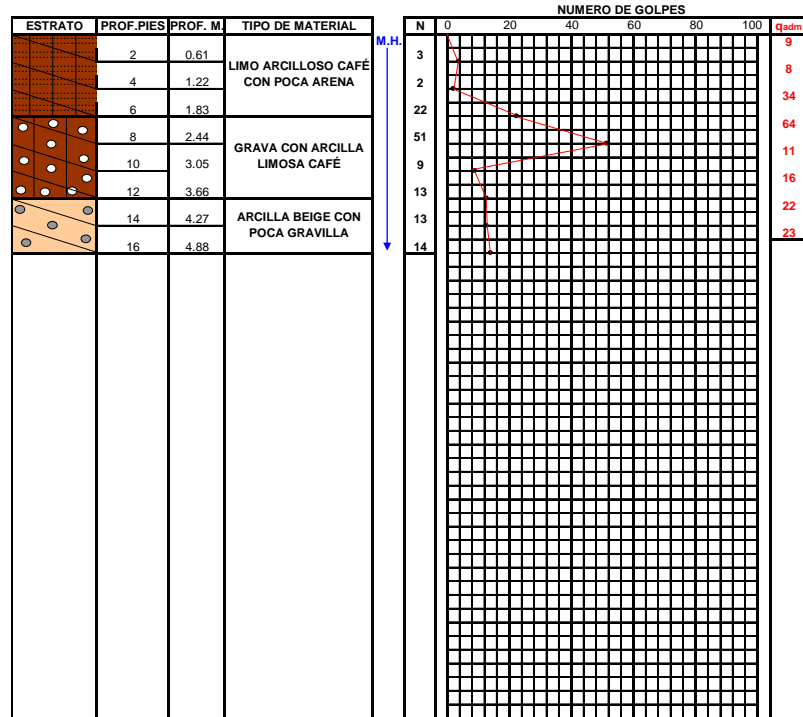 NUMERO DE GOLPES
ESTRATO PROF.PIES PROF. M. TIPO DE MATERIAL N 0 20 40 60 80 100 qadm
M.H.
2 0.61 3 9
LIMO ARCILLOSO CAFÉ
CON POCA ARENA
4 1.22 2 8
6 1.83 22 34
8 2.44 51 64
GRAVA CON ARCILLA
LIMOSA CAFÉ
10 3.05 9 11
12 3.66 13 16
ARCILLA BEIGE CON
POCA GRAVILLA
14 4.27 13 22
16 4.88 14 23